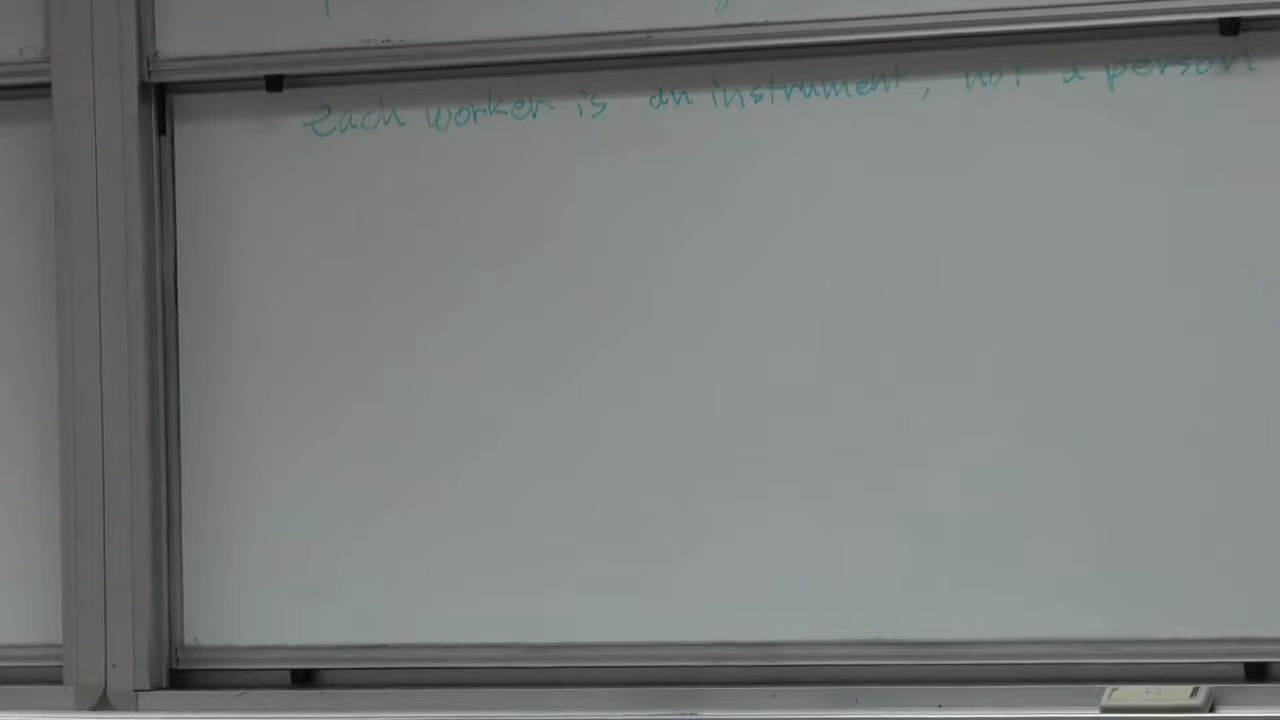 each worker is an instrument, not a person